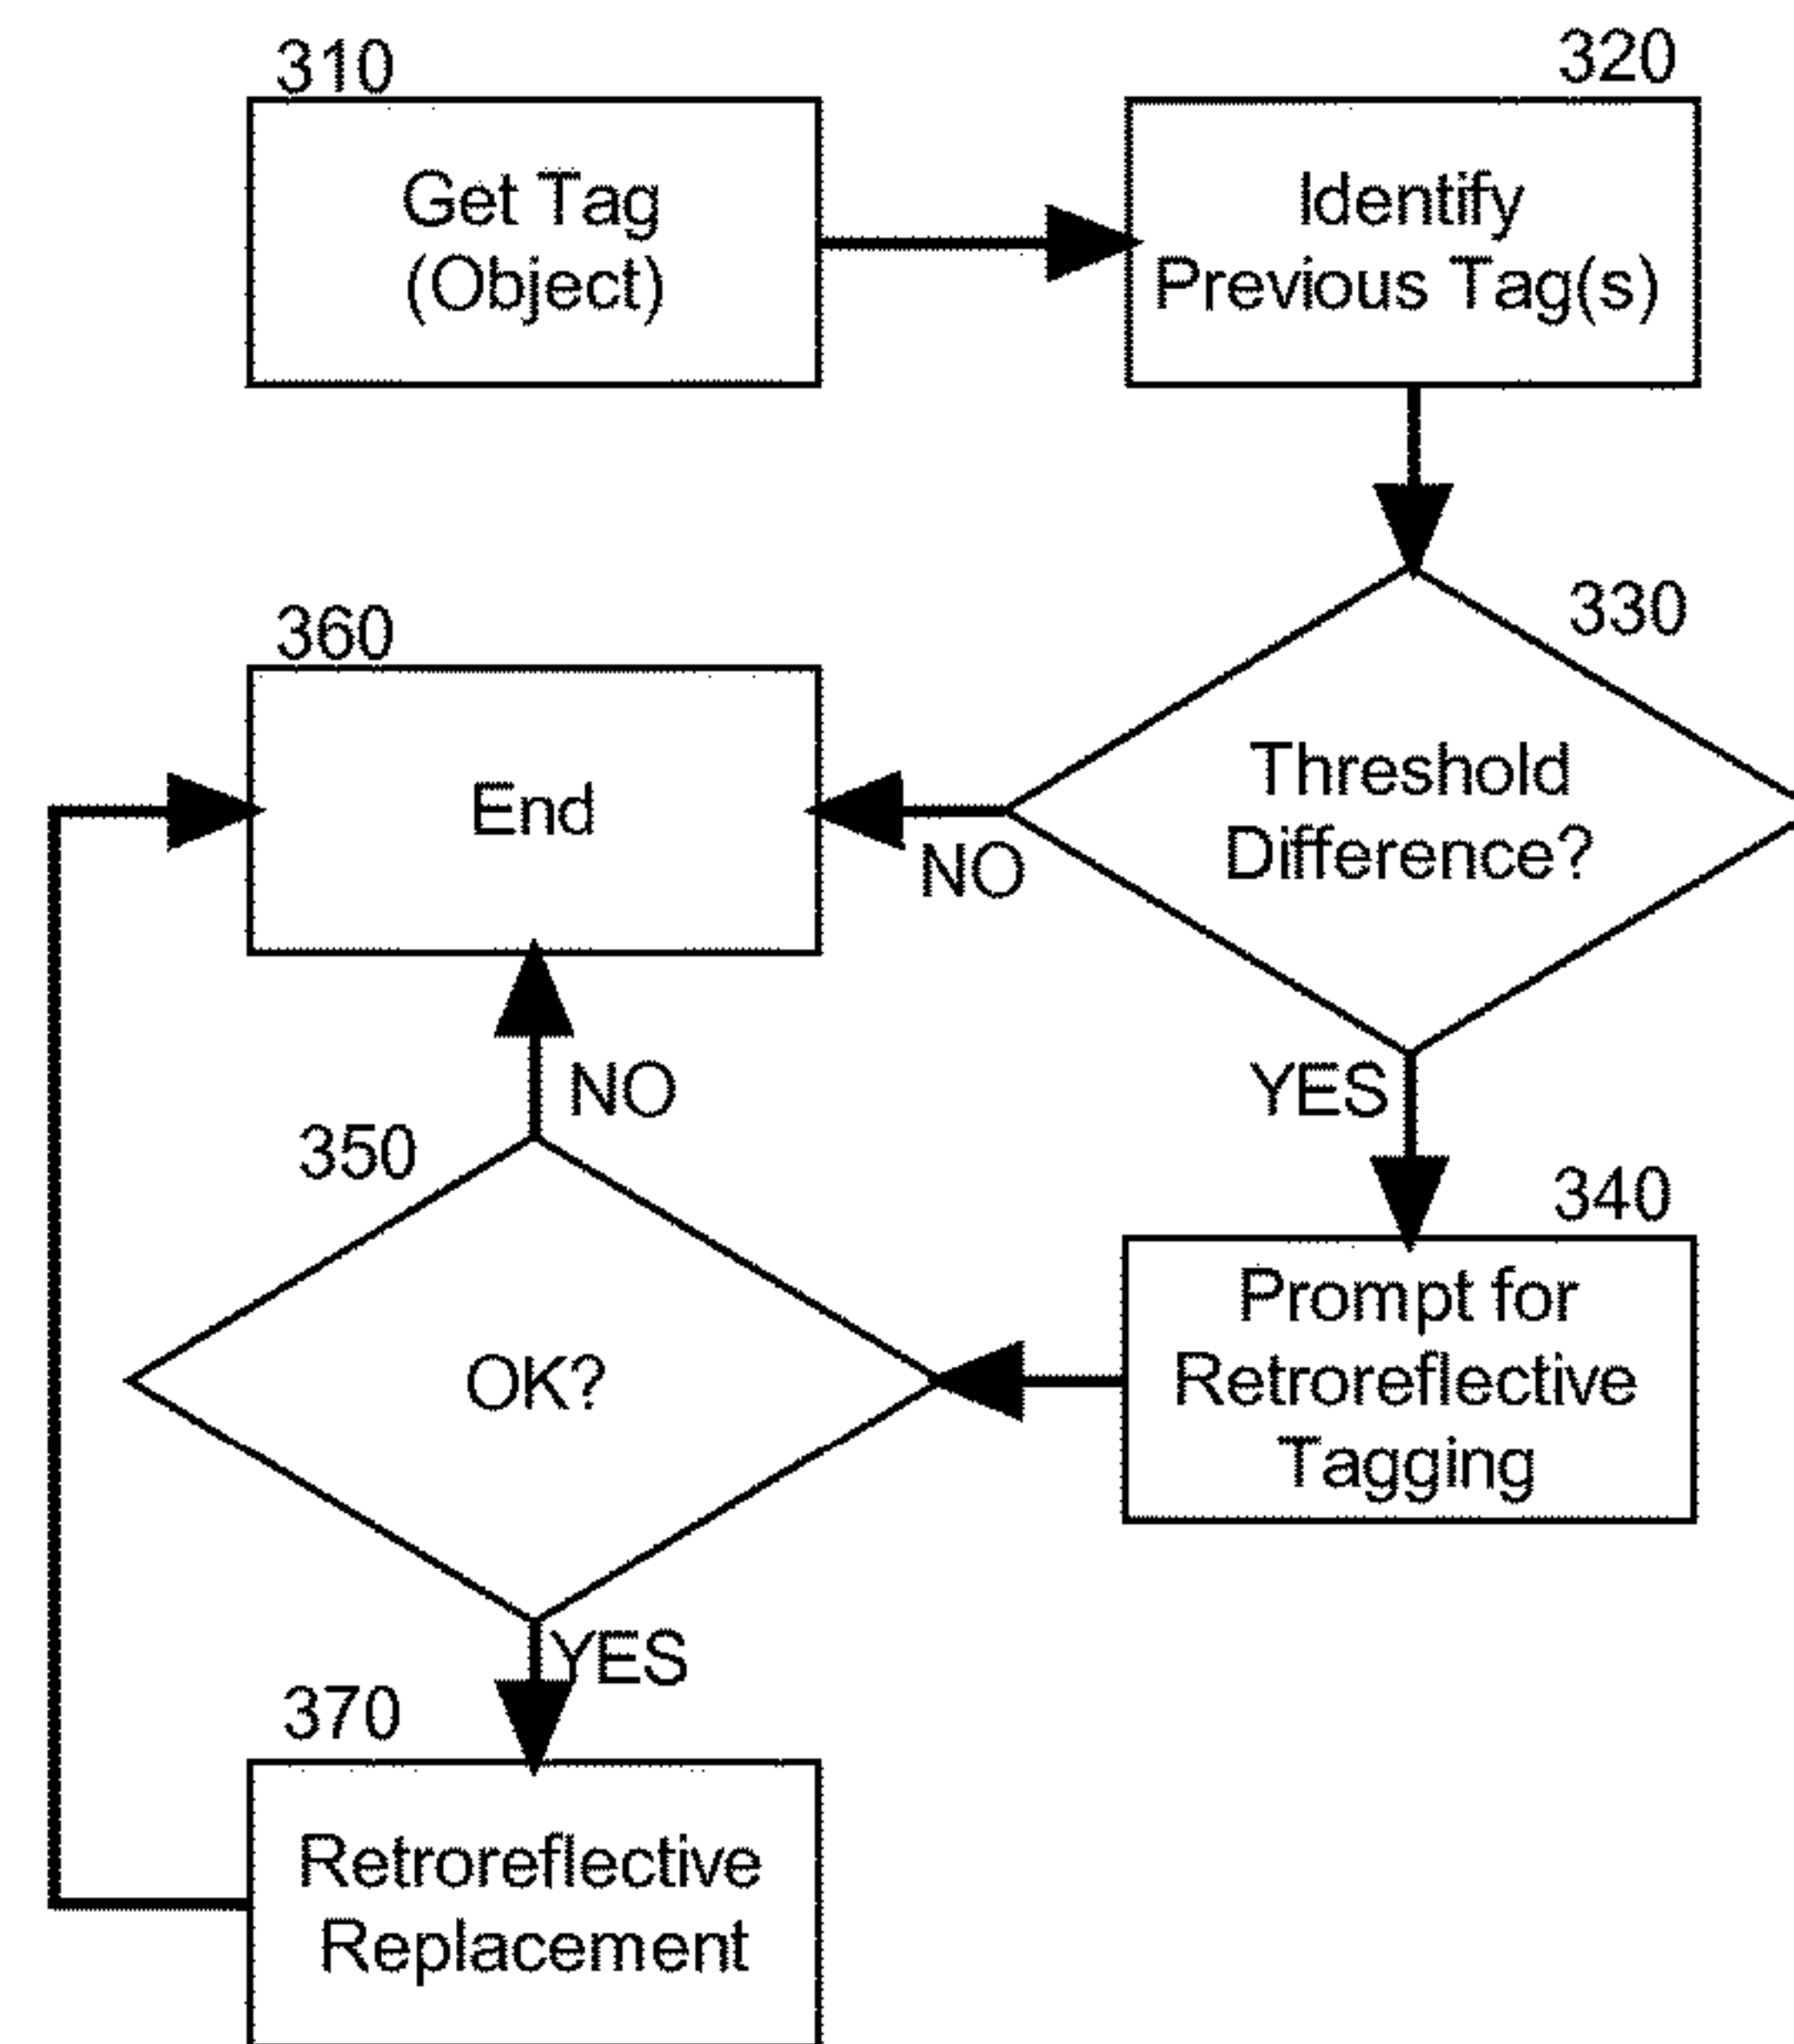 310
Get Tag
(Object)
320
Identify
Previous Tag(s)
330
Threshold
Difference?
NO
YES
360
End
NO
340
Prompt for
Retroreflective
Tagging
350
OK?
YES
370
Retroreflective
Replacement